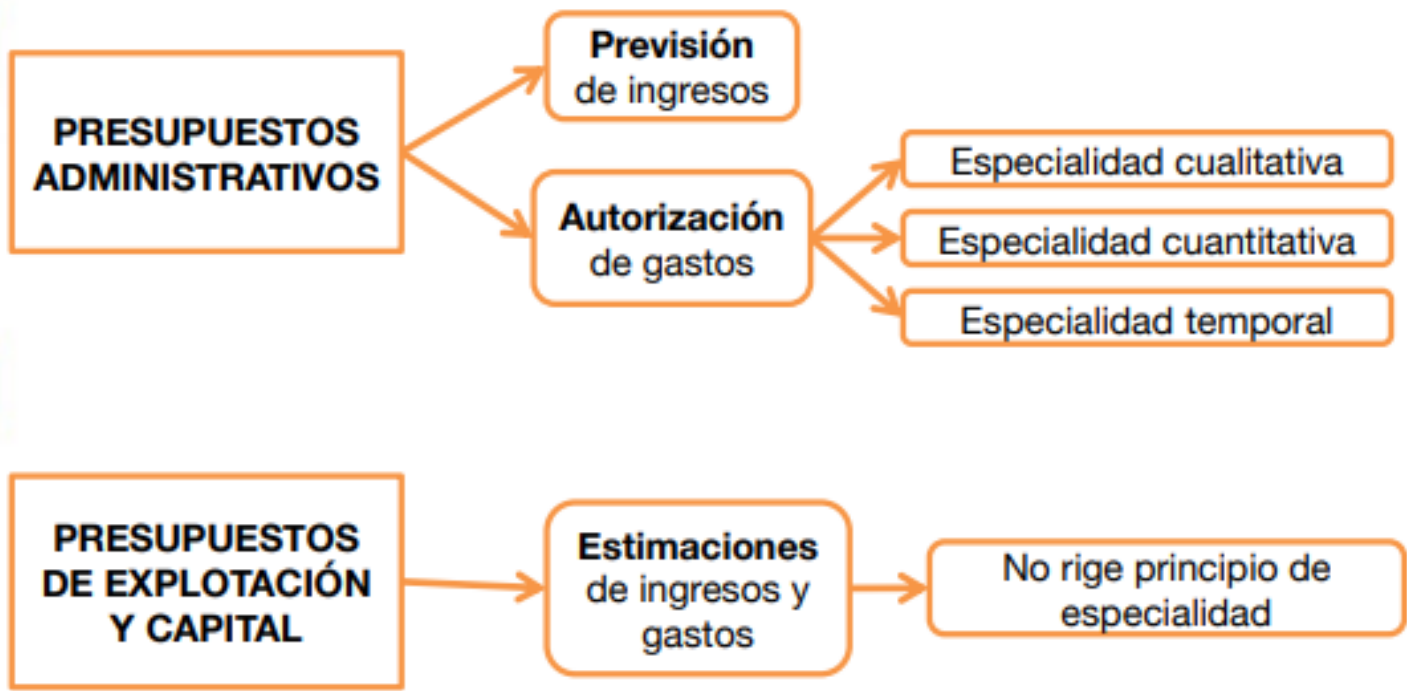 PRESUPUESTOS
ADMINISTRATIVOS
Previsión
de ingresos
Autorización
de gastos
Especialidad cualitativa
Especialidad cuantitativa
Especialidad temporal
PRESUPUESTOS
DE EXPLOTACIÓN
Y CAPITAL
Estimaciones
de ingresos y
gastos
No rige principio de
especialidad